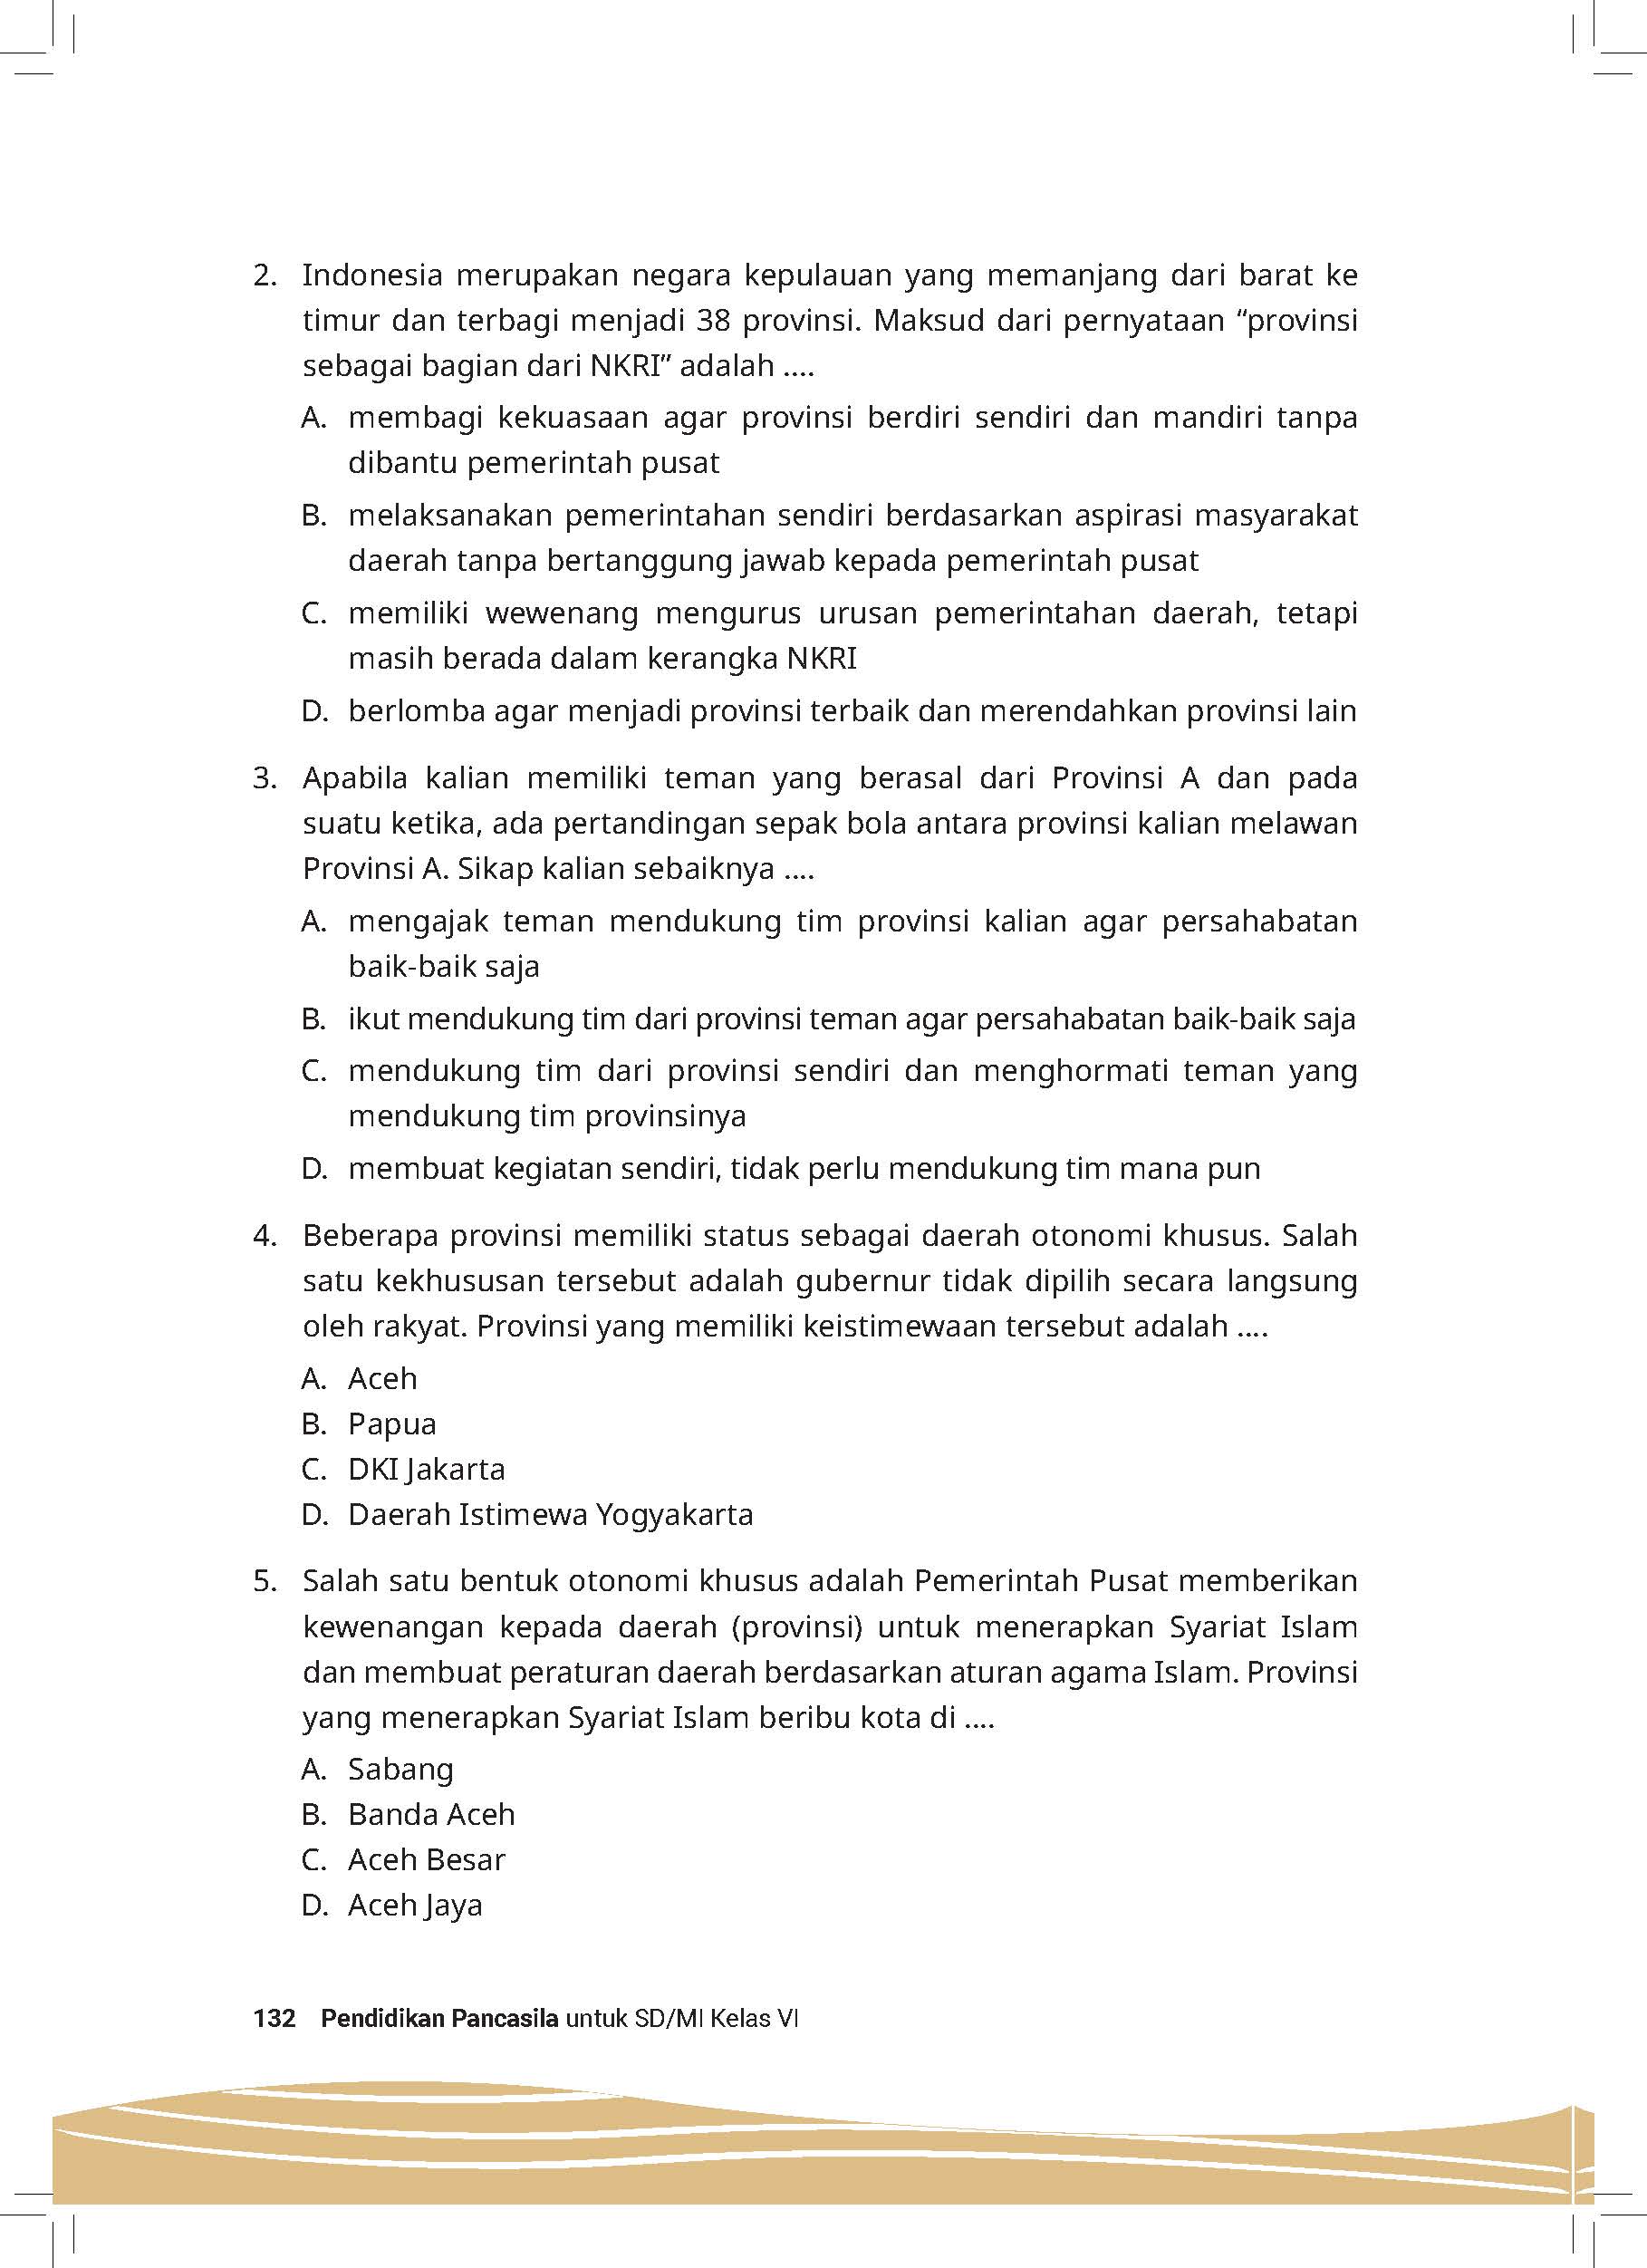 2. Indonesia merupakan negara kepulauan yang memanjang dari barat ke
timur dan terbagi menjadi 38 provinsi. Maksud dari pernyataan “provinsi
sebagai bagian dari NKRI” adalah ....
A. membagi kekuasaan agar provinsi berdiri sendiri dan mandiri tanpa
dibantu pemerintah pusat
B. melaksanakan pemerintahan sendiri berdasarkan aspirasi masyarakat
daerah tanpa bertanggung jawab kepada pemerintah pusat
C. memiliki wewenang mengurus urusan pemerintahan daerah, tetapi
masih berada dalam kerangka NKRI
D. berlomba agar menjadi provinsi terbaik dan merendahkan provinsi lain
3. Apabila kalian memiliki teman yang berasal dari Provinsi A dan pada
suatu ketika, ada pertandingan sepak bola antara provinsi kalian melawan
Provinsi A. Sikap kalian sebaiknya ....
A. mengajak teman mendukung tim provinsi kalian agar persahabatan
baik-baik saja
B. ikut mendukung tim dari provinsi teman agar persahabatan baik-baik saja
C. mendukung tim dari provinsi sendiri dan menghormati teman yang
mendukung tim provinsinya
D. membuat kegiatan sendiri, tidak perlu mendukung tim mana pun
4. Beberapa provinsi memiliki status sebagai daerah otonomi khusus. Salah
satu kekhususan tersebut adalah gubernur tidak dipilih secara langsung
oleh rakyat. Provinsi yang memiliki keistimewaan tersebut adalah ....
A. Aceh
B. Papua
C. DKI Jakarta
D. Daerah Istimewa Yogyakarta
5. Salah satu bentuk otonomi khusus adalah Pemerintah Pusat memberikan
kewenangan kepada daerah (provinsi) untuk menerapkan Syariat Islam
dan membuat peraturan daerah berdasarkan aturan agama Islam. Provinsi
yang menerapkan Syariat Islam beribu kota di ....
A. Sabang
B. Banda Aceh
C. Aceh Besar
D. Aceh Jaya
132 Pendidikan Pancasila untuk SD/MI Kelas VI